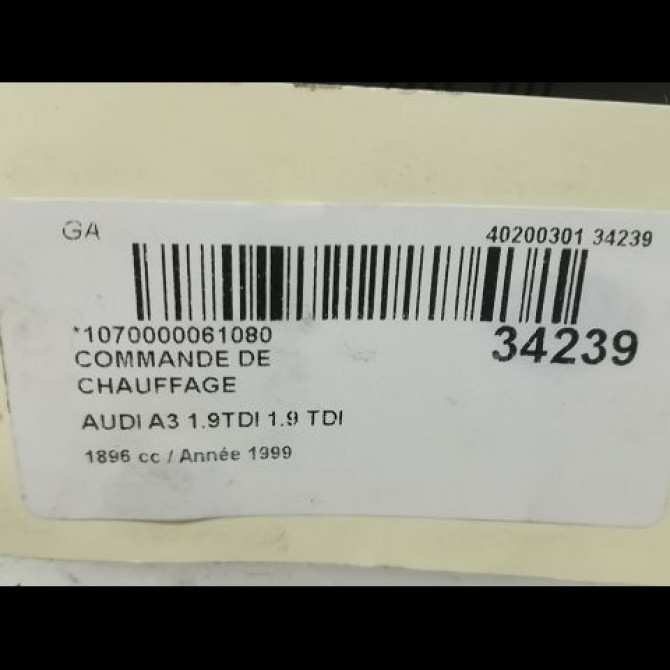 GA
40200301 34239
*1070000061080
34239
COMMANDE DE
CHAUFFAGE
AUDI A3 1.9TDI 1.9 TDI
1896 cc / Année 1999